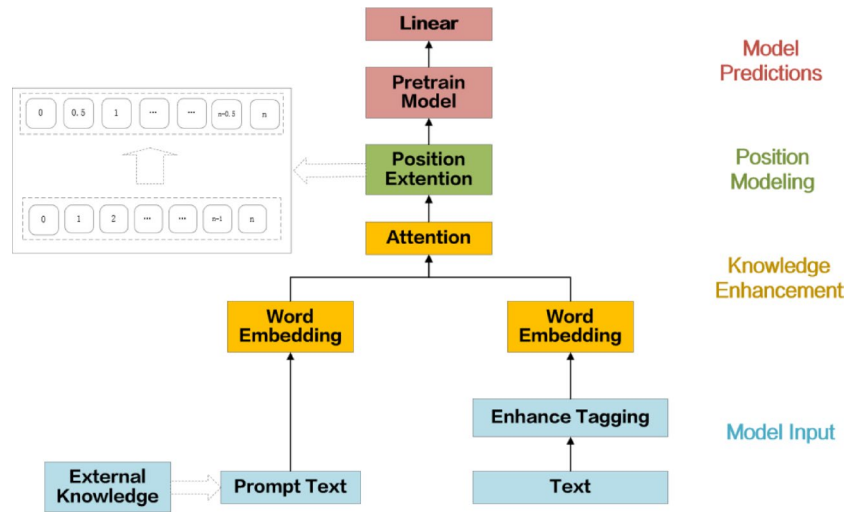 Linear
Model
Predictions
Pretrain
Model
0 0.5 1 ... ... n-0.5 n
Position
Extention
Position
Modeling
0 1 2 ... ... n-1 n
Attention
Knowledge
Enhancement
Word
Embedding
Word
Embedding
Enhance Tagging
Model Input
External
Knowledge
Prompt Text
Text